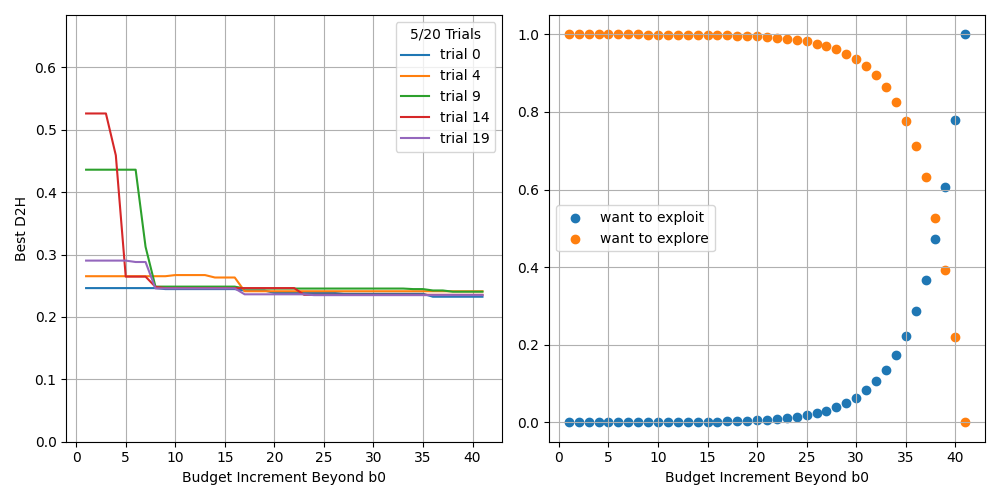 5/20 Trials
trial 0
trial 4
trial 9
trial 14
trial 19
Best D2H
0.6
0.5
0.4
0.3
0.2
0.1
0.0
0 5 10 15 20 25 30 35 40
Budget Increment Beyond b0
1.0
0.8
0.6
0.4
0.2
0.0
want to exploit
want to explore
0 5 10 15 20 25 30 35 40
Budget Increment Beyond b0